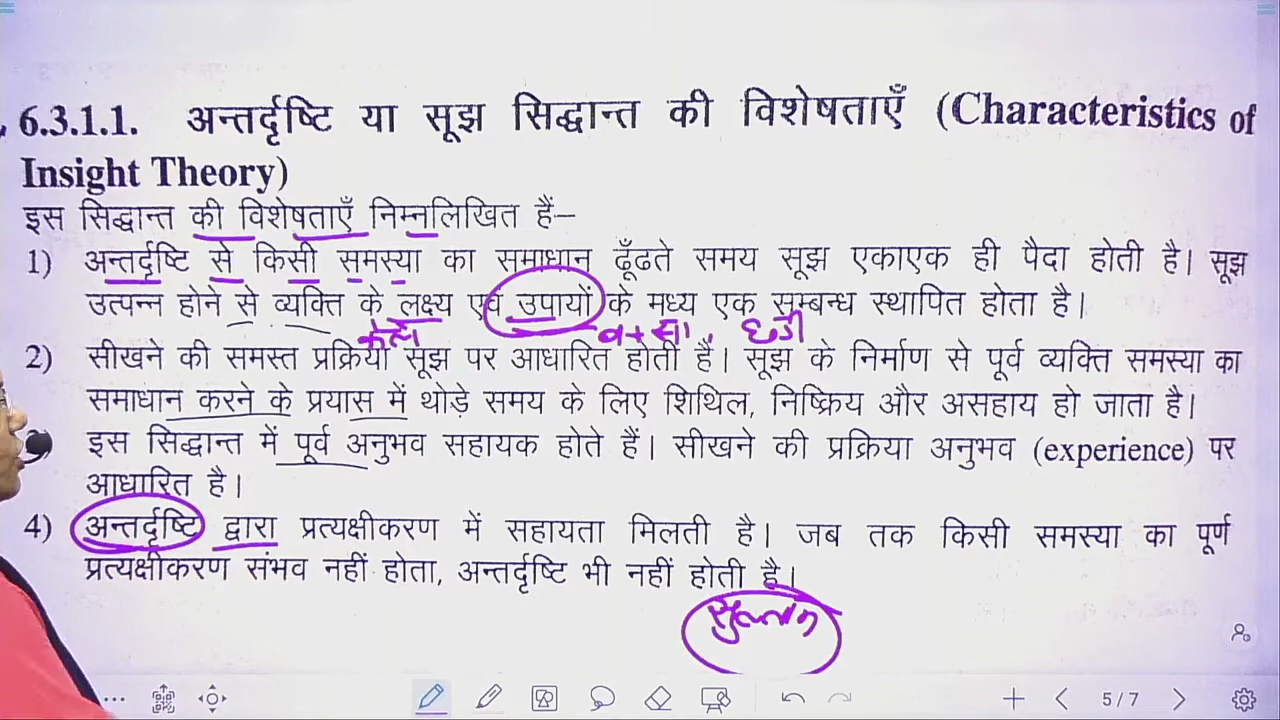 6.3.1.1. अन्तर्दृष्टि या सूझ सिद्धान्त की विशेषताएँ (Characteristics of
Insight Theory)
इस सिद्धान्त की विशेषताएँ निम्नलिखित हैं–
1) अन्तर्दृष्टि से किसी समस्या का समाधान ढूँढते समय सूझ एकाएक ही पैदा होती है। सूझ
उत्पन्न होने से व्यक्ति के लक्ष्य एवं उपायों के मध्य एक सम्बन्ध स्थापित होता है।
छड़ी
2) सीखने की समस्त प्रक्रिया सूझ पर आधारित होती है। सूझ के निर्माण से पूर्व व्यक्ति समस्या का
समाधान करने के प्रयास में थोड़े समय के लिए शिथिल, निष्क्रिय और असहाय हो जाता है।
इस सिद्धान्त में पूर्व अनुभव सहायक होते हैं। सीखने की प्रक्रिया अनुभव (experience) पर
आधारित है।
4) अन्तर्दृष्टि द्वारा प्रत्यक्षीकरण में सहायता मिलती है। जब तक किसी समस्या का पूर्ण
प्रत्यक्षीकरण संभव नहीं होता, अन्तर्दृष्टि भी नहीं होती है।
सुल्तान
5/7